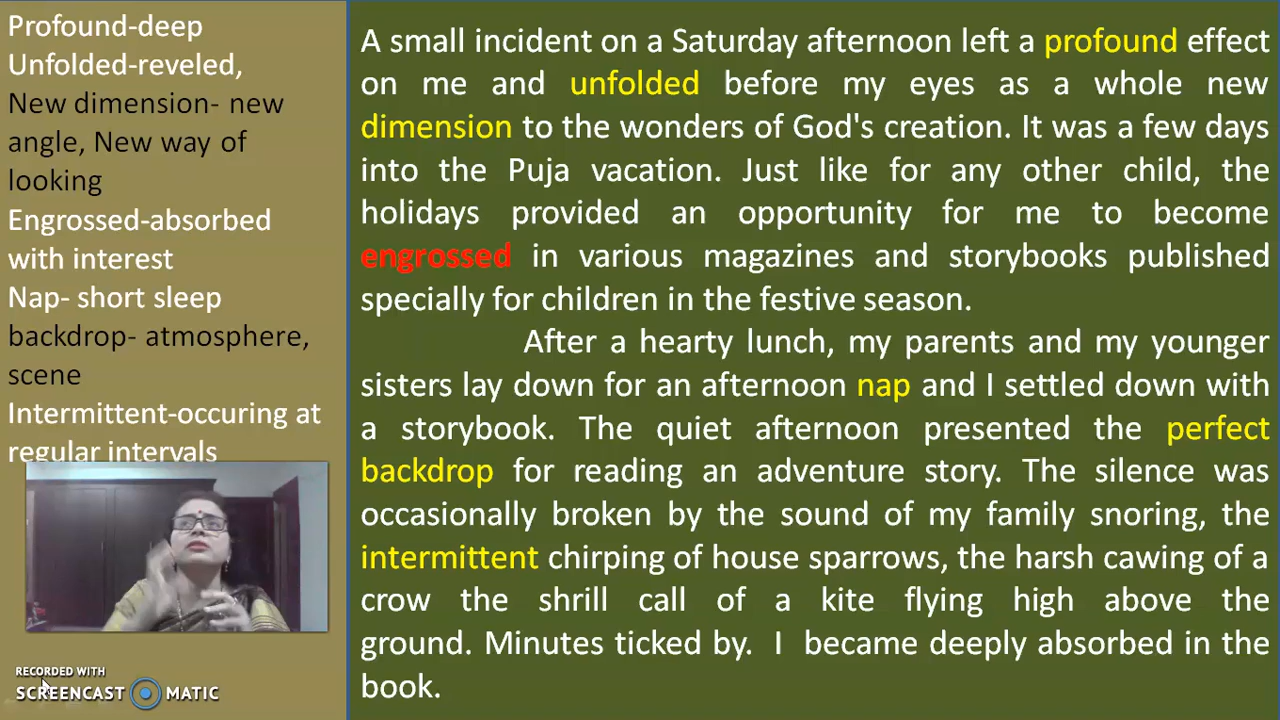 Profound-deep
Unfolded-reveled,
New dimension- new
angle, New way of
looking
Engrossed-absorbed
with interest
Nap- short sleep
backdrop- atmosphere,
scene
Intermittent-occuring at
regular intervals
A small incident on a Saturday afternoon left a profound effect
on me and unfolded before my eyes as a whole new
dimension to the wonders of God's creation. It was a few days
into the Puja vacation. Just like for any other child, the
holidays provided an opportunity for me to become
engrossed in various magazines and storybooks published
specially for children in the festive season.
After a hearty lunch, my parents and my younger
sisters lay down for an afternoon nap and I settled down with
a storybook. The quiet afternoon presented the perfect
backdrop for reading an adventure story. The silence was
occasionally broken by the sound of my family snoring, the
intermittent chirping of house sparrows, the harsh cawing of a
crow the shrill call of a kite flying high above the
ground. Minutes ticked by. I became deeply absorbed in the
book.
RECORDED WITH
SCREENCAST MATIC